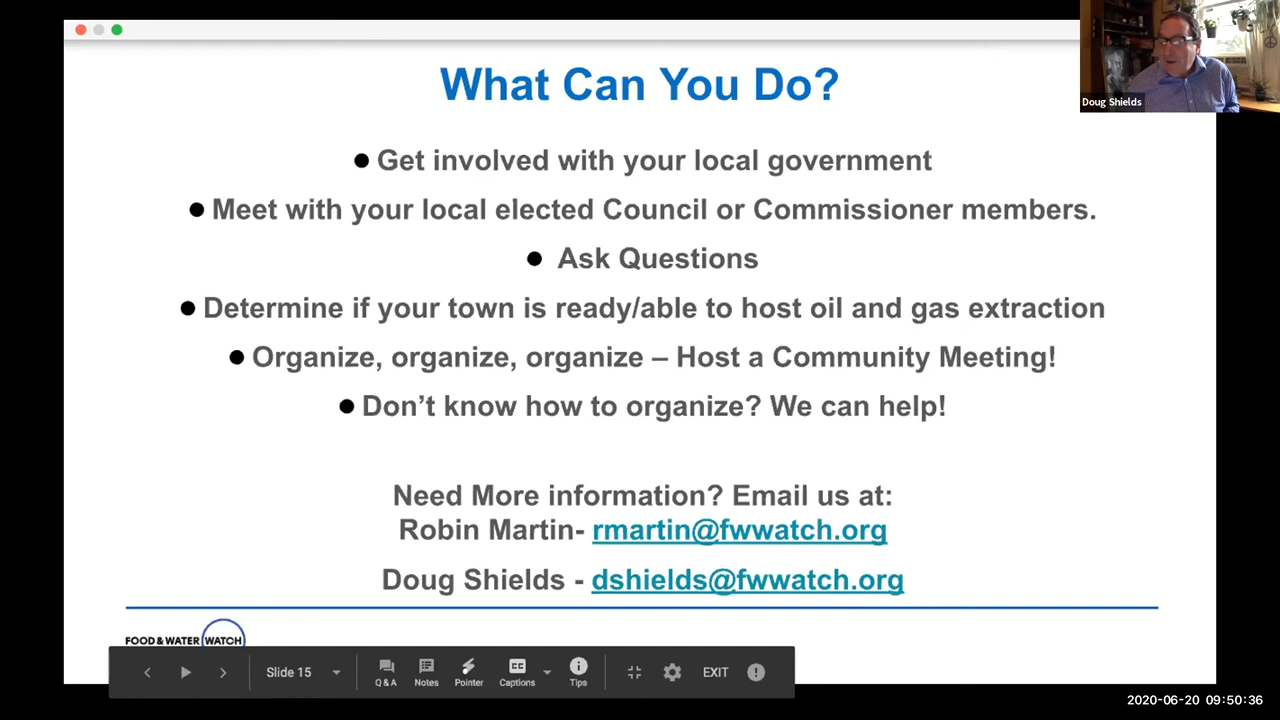 What Can You Do?
Doug Shields
● Get involved with your local government
● Meet with your local elected Council or Commissioner members.
● Ask Questions
● Determine if your town is ready/able to host oil and gas extraction
● Organize, organize, organize – Host a Community Meeting!
● Don’t know how to organize? We can help!
Need More information? Email us at:
Robin Martin- rmartin@fwwatch.org
Doug Shields - dshields@fwwatch.org
FOOD & WATER WATCH
Slide 15
Q & A
Notes
Pointer
CC
Captions
Tips
EXIT
2020-06-20 09:50:36